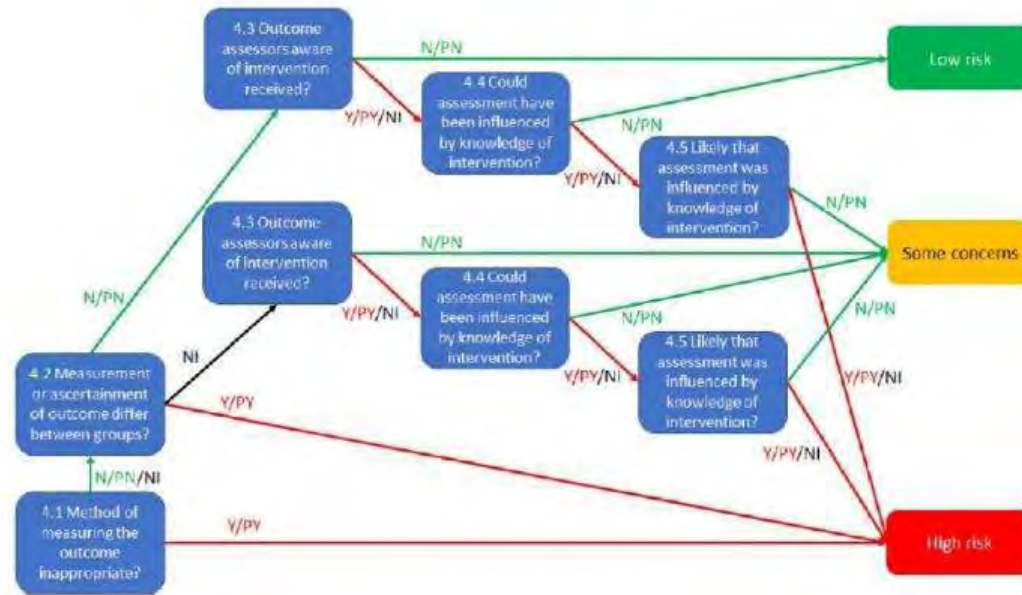 4.3 Outcome
assessors aware
of intervention
received?
N/PN
Low risk
Y/PY/NI
4.4 Could
assessment have
been influenced
by knowledge of
intervention?
N/PN
Y/PY/NI
4.5 Likely that
assessment was
influenced by
knowledge of
intervention?
N/PN
4.3 Outcome
assessors aware
of intervention
received?
N/PN
Some concerns
N/PN
Y/PY/NI
4.4 Could
assessment have
been influenced
by knowledge of
intervention?
N/PN
N/PN
NI
Y/PY/NI
4.5 Likely that
assessment was
influenced by
knowledge of
intervention?
Y/PY/NI
4.2 Measurement
or ascertainment
of outcome differ
between groups?
Y/PY
Y/PY/NI
N/PN/NI
4.1 Method of
measuring the
outcome
inappropriate?
Y/PY
High risk